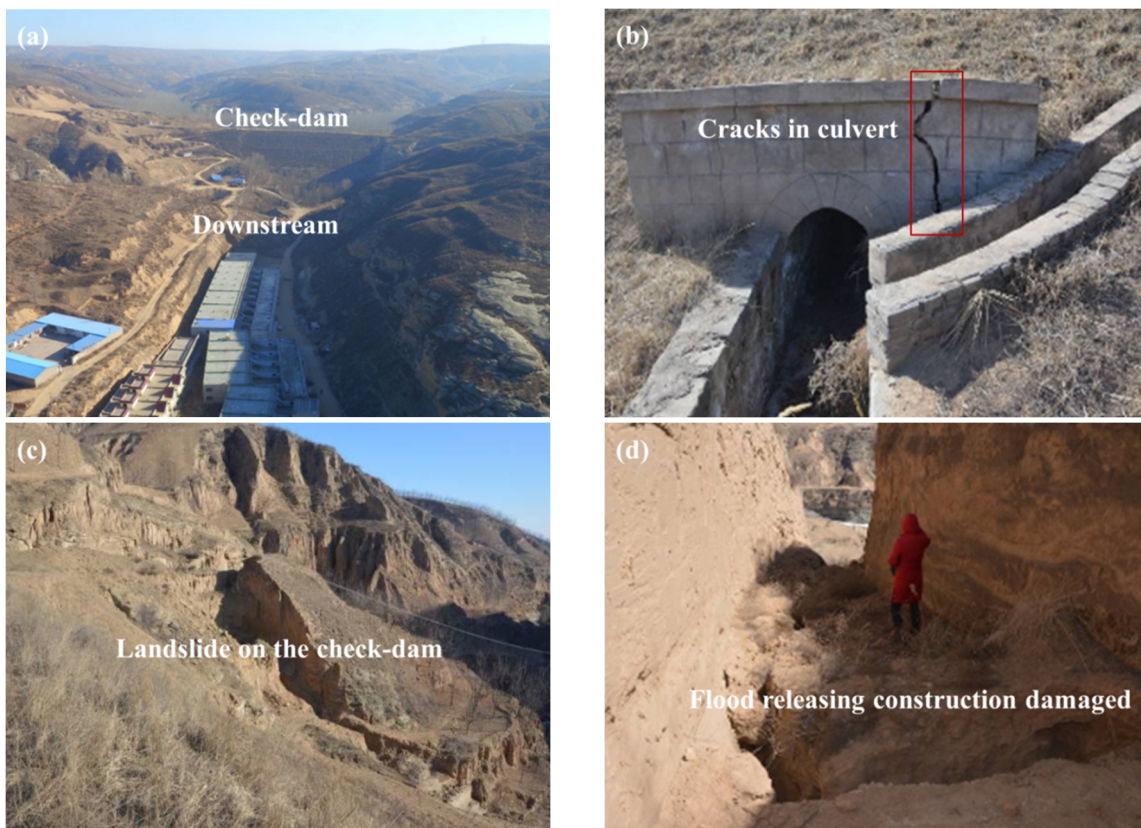 (a)
Check-dam
Downstream
(b)
Cracks in culvert
(c)
Landslide on the check-dam
(d)
Flood releasing construction damaged